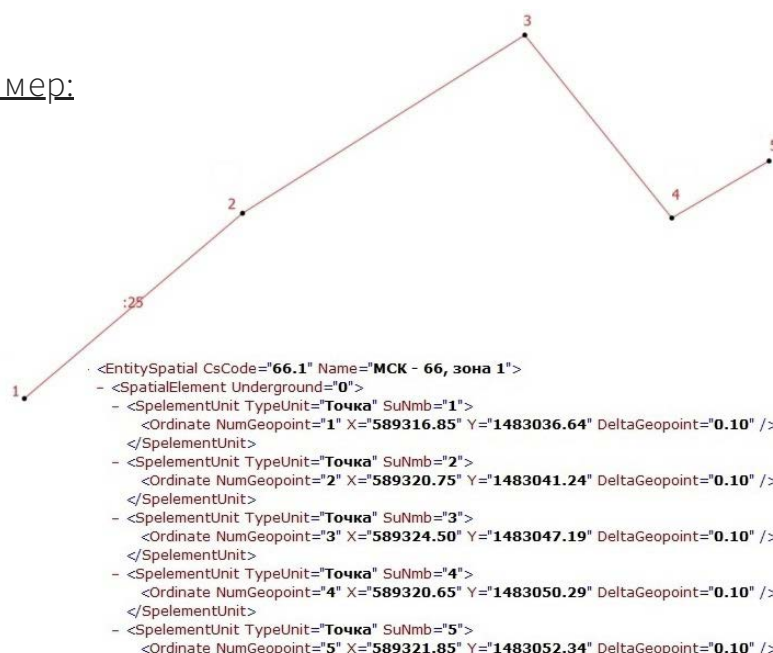 мер:
3
5
4
2
:25
1
<EntitySpatial CsCode="66.1" Name="МСК - 66, зона 1">
- <SpatialElement Underground="0">
- <SpelementUnit TypeUnit="Точка" SuNmb="1">
<Ordinate NumGeopoint="1" X="589316.85" Y="1483036.64" DeltaGeopoint="0.10" />
</SpelementUnit>
- <SpelementUnit TypeUnit="Точка" SuNmb="2">
<Ordinate NumGeopoint="2" X="589320.75" Y="1483041.24" DeltaGeopoint="0.10" />
</SpelementUnit>
- <SpelementUnit TypeUnit="Точка" SuNmb="3">
<Ordinate NumGeopoint="3" X="589324.50" Y="1483047.19" DeltaGeopoint="0.10" />
</SpelementUnit>
- <SpelementUnit TypeUnit="Точка" SuNmb="4">
<Ordinate NumGeopoint="4" X="589320.65" Y="1483050.29" DeltaGeopoint="0.10" />
</SpelementUnit>
- <SpelementUnit TypeUnit="Точка" SuNmb="5">
<Ordinate NumGeopoint="5" X="589321.85" Y="1483052.34" DeltaGeopoint="0.10" />